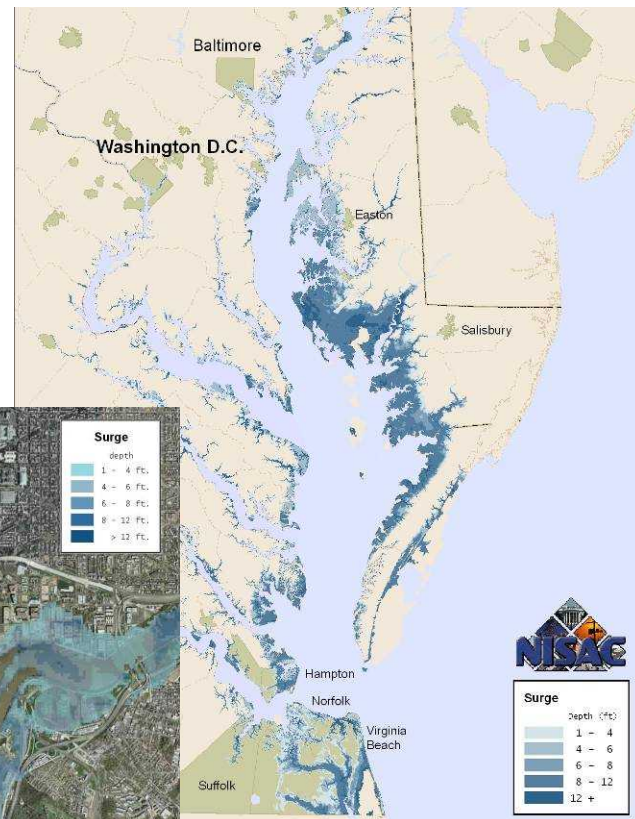 Baltimore
Washington D.C.
Easton
Salisbury
Surge
depth
1 - 4 ft.
4 - 6 ft.
6 - 8 ft.
8 - 12 ft.
> 12 ft.
Hampton
Norfolk
Virginia
Beach
Suffolk
NISAC
Surge
Depth (ft)
1 - 4
4 - 6
6 - 8
8 - 12
12 +